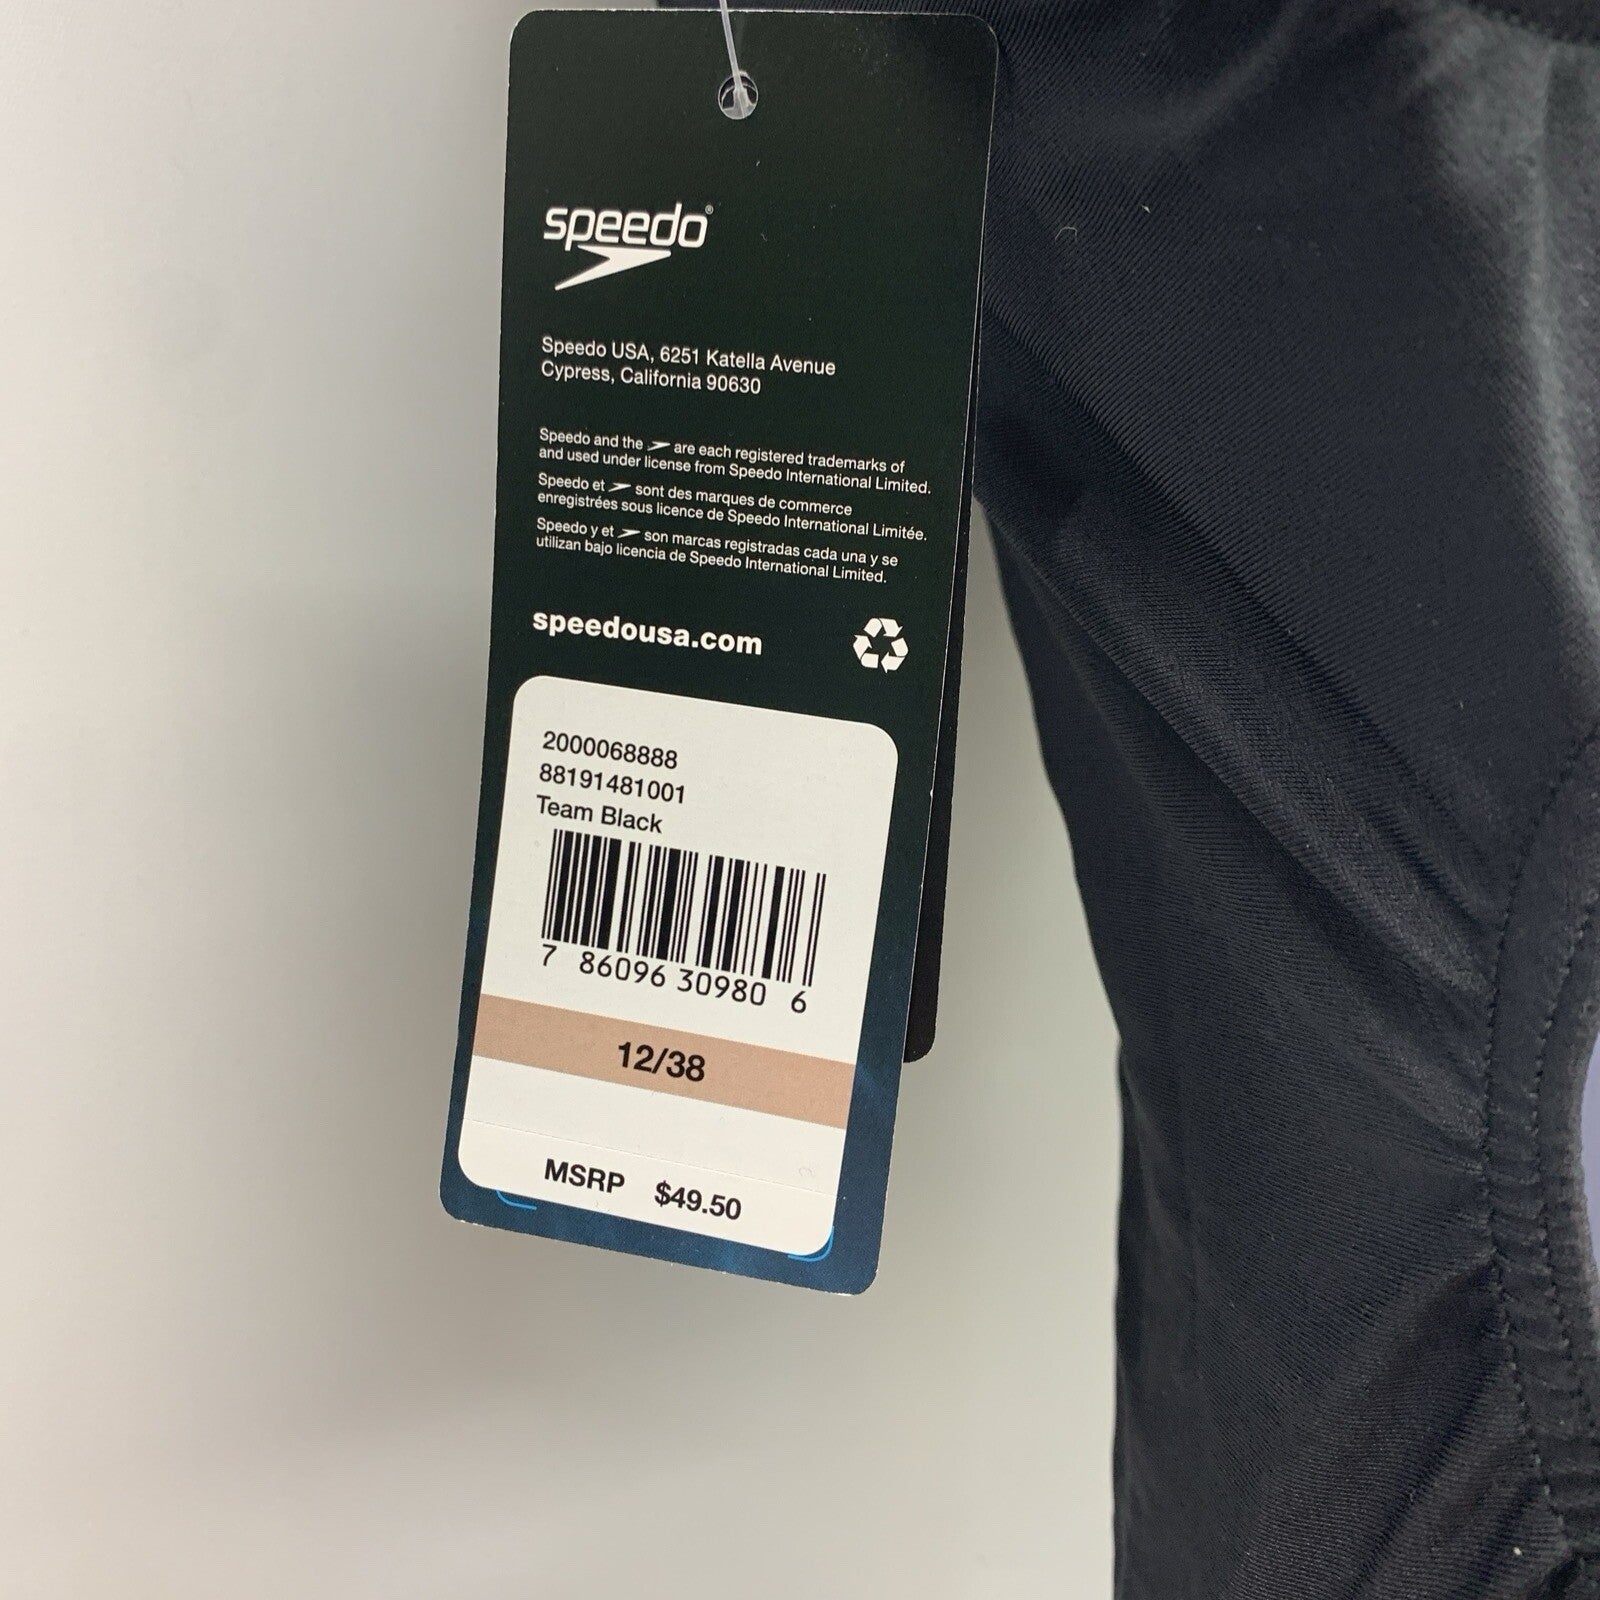 speedo®
Speedo USA, 6251 Katella Avenue
Cypress, California 90630
Speedo and the are each registered trademarks of
and used under license from Speedo International Limited.
Speedo et sont des marques de commerce
enregistrées sous licence de Speedo International Limitée.
Speedo y et son marcas registradas cada una y se
utilizan bajo licencia de Speedo International Limited.
speedousa.com
2000068888
88191481001
Team Black
7 86096 30980 6
12/38
MSRP $49.50